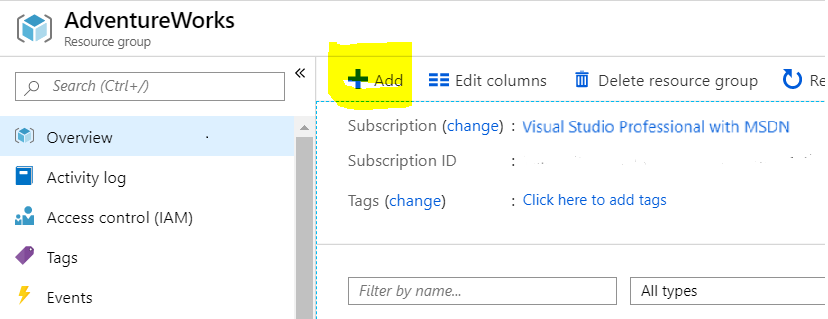 AdventureWorks
Resource group
Search (Ctrl+/)
Overview
Activity log
Access control (IAM)
Tags
Events
Add
Edit columns
Delete resource group
Subscription (change) : Visual Studio Professional with MSDN
Subscription ID :
Tags (change) : Click here to add tags
Filter by name...
All types